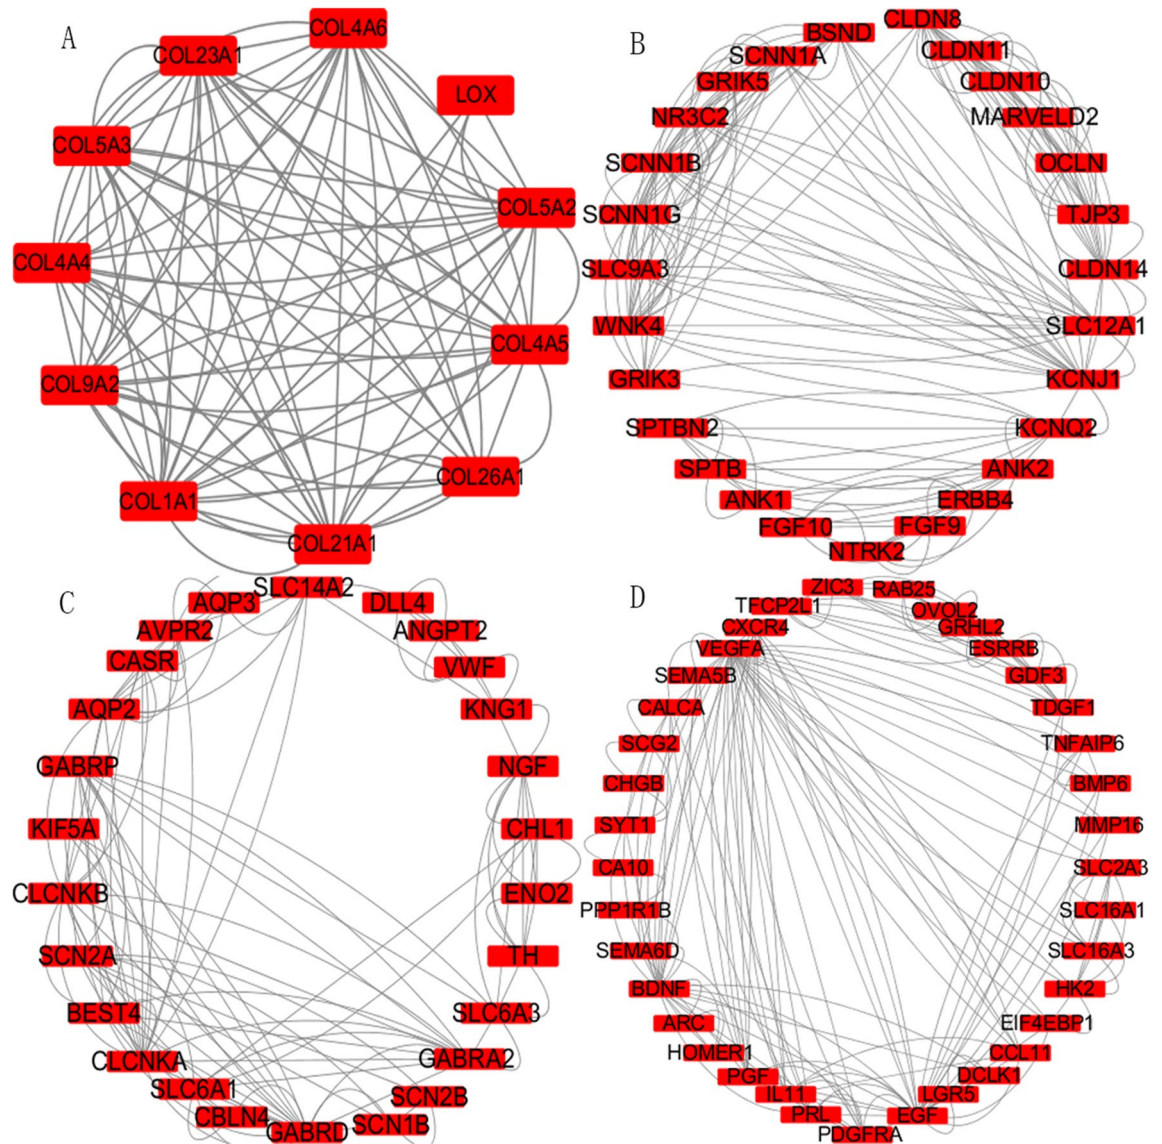 A
COL4A6
COL23A1
LOX
COL5A3
COL5A2
COL4A4
COL4A5
COL9A2
COL26A1
COL1A1
COL21A1
B
CLDN8
BSND
CLDN11
SCNN1A
CLDN10
GRIK5
MARVELD2
NR3C2
OCLN
SCNN1B
TJP3
SCNN1G
CLDN14
SLC9A3
SLC12A1
WNK4
KCNJ1
GRIK3
KCNQ2
SPTBN2
ANK2
SPTB
ERBB4
ANK1
FGF9
FGF10
NTRK2
C
SLC14A2
AQP3
DLL4
AVPR2
ANGPT2
CASR
VWF
AQP2
KNG1
GABRP
NGF
KIF5A
CHL1
CLCNKB
ENO2
SCN2A
TH
BEST4
SLC6A3
CLCNKA
GABRA2
SLC6A1
SCN2B
CBLN4
SCN1B
GABRD
D
ZIC3
RAB25
TFCP2L1
OVOL2
CXCR4
GRHL2
VEGFA
ESRRB
SEMA5B
GDF3
CALCA
TDGF1
SCG2
TNFAIP6
CHGB
BMP6
SYT1
MMP16
CA10
SLC2A3
PPP1R1B
SLC16A1
SEMA6D
SLC16A3
BDNF
HK2
ARC
EIF4EBP1
HOMER1
CCL11
PGF
DCLK1
IL11
LGR5
PRL
EGF
PDGFRA